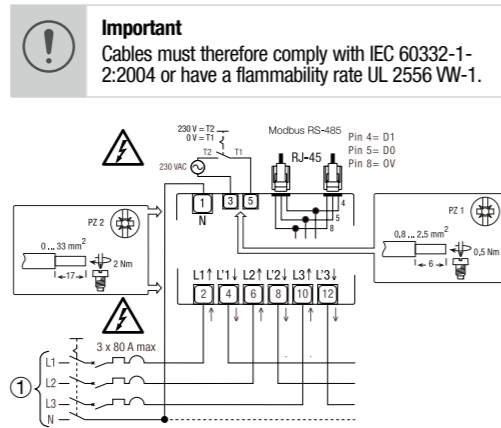 Important
Cables must therefore comply with IEC 60332-1-
2:2004 or have a flammability rate UL 2556 VW-1.
230 V = T2
0 V = T1
T2 T1
230 VAC
Modbus RS-485
RJ-45
Pin 4= D1
Pin 5= D0
Pin 8= 0V
4
5
8
1 3 5
N
PZ 2
0 ... 33 mm²
17
2 Nm
PZ 1
0,8 ... 2,5 mm²
6
0,5 Nm
L1↑ L'1↓ L2↑ L'2↓ L3↑ L'3↓
2 4 6 8 10 12
3 x 80 A max
1
L1
L2
L3
N